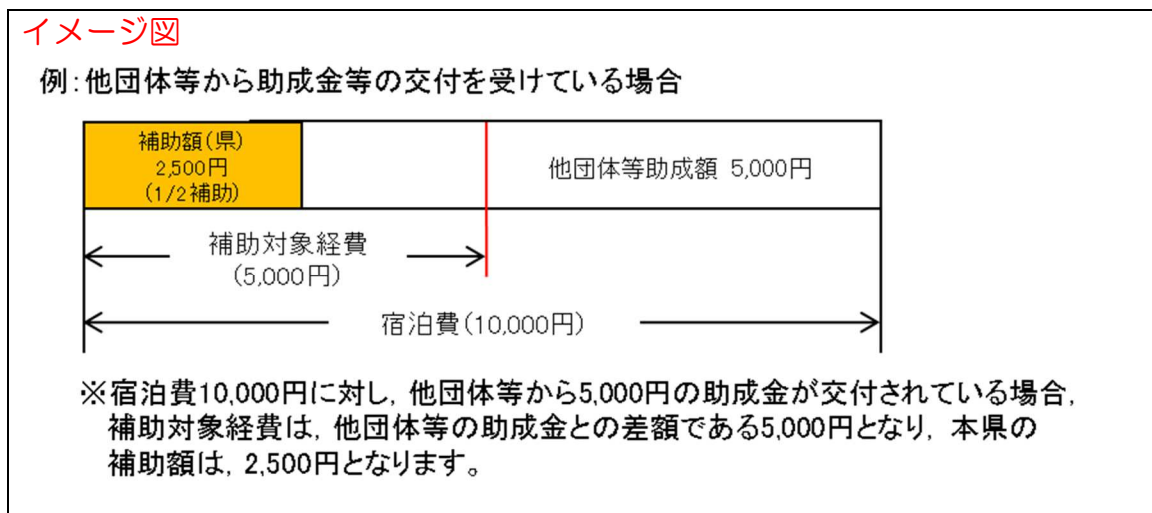 イメージ図
例:他団体等から助成金等の交付を受けている場合
補助額(県)
2,500円
(1/2補助)
他団体等助成額 5,000円
補助対象経費
(5,000円)
宿泊費(10,000円)
※宿泊費10,000円に対し,他団体等から5,000円の助成金が交付されている場合,
補助対象経費は,他団体等の助成金との差額である5,000円となり,本県の
補助額は,2,500円となります。